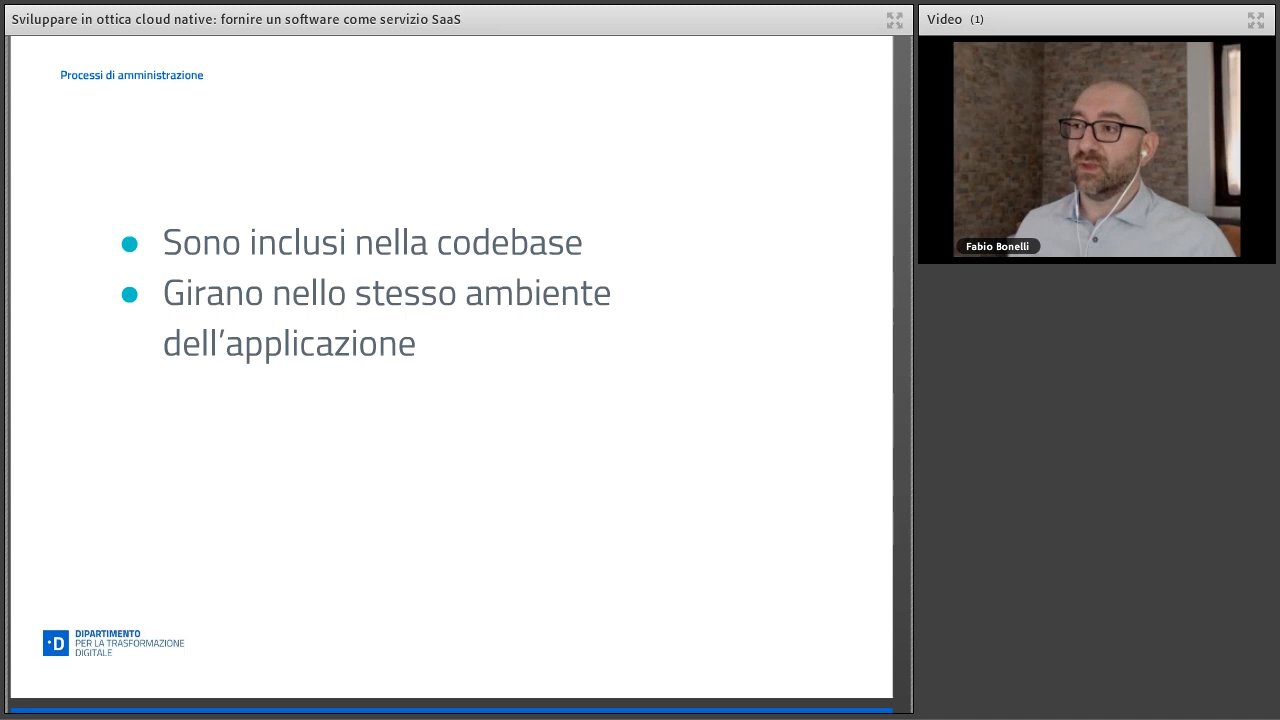 Sviluppare in ottica cloud native: fornire un software come servizio SaaS
Processi di amministrazione
Sono inclusi nella codebase
Girano nello stesso ambiente
dell’applicazione
·D
DIPARTIMENTO
PER LA TRASFORMAZIONE
DIGITALE
Video (1)
Fabio Bonelli